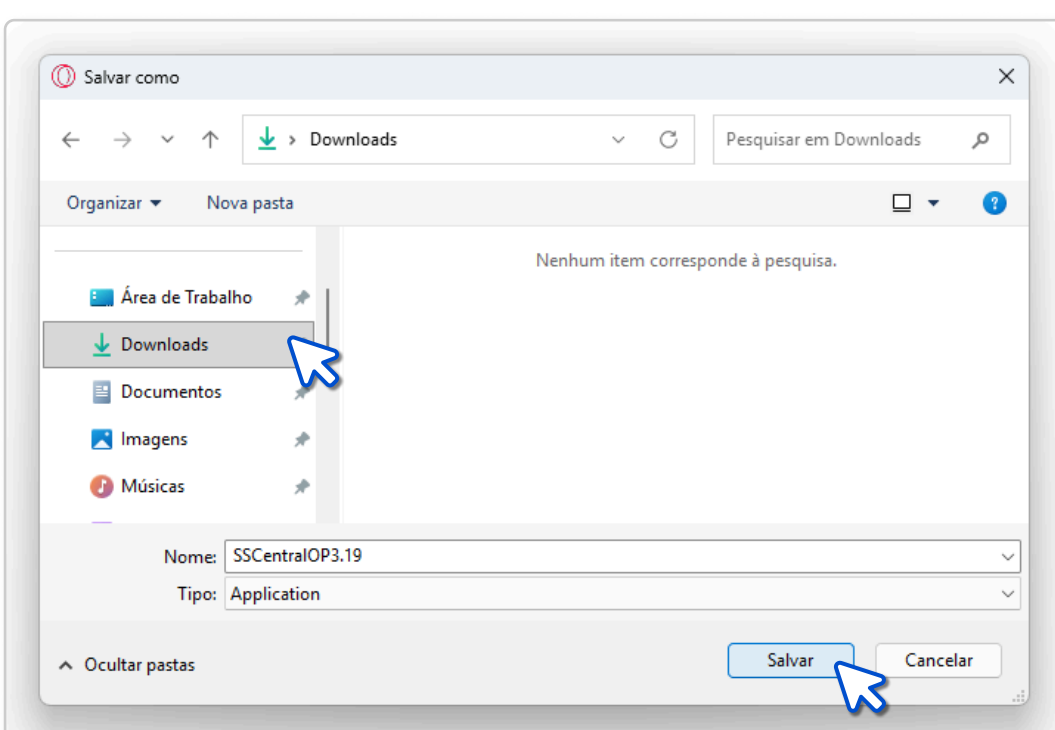 Salvar como
Downloads
Pesquisar em Downloads
Organizar
Nova pasta
?
Nenhum item corresponde à pesquisa.
Área de Trabalho
Downloads
Documentos
Imagens
Músicas
Nome: SSCentralOP3.19
Tipo: Application
Ocultar pastas
Salvar
Cancelar